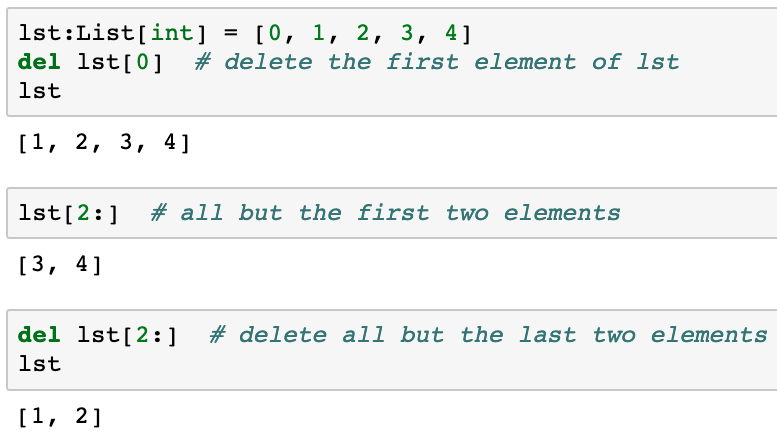 lst:List[int] = [0, 1, 2, 3, 4]
del lst[0]  # delete the first element of lst
lst
[1, 2, 3, 4]
lst[2:]  # all but the first two elements
[3, 4]
del lst[2:]  # delete all but the last two elements
lst
[1, 2]